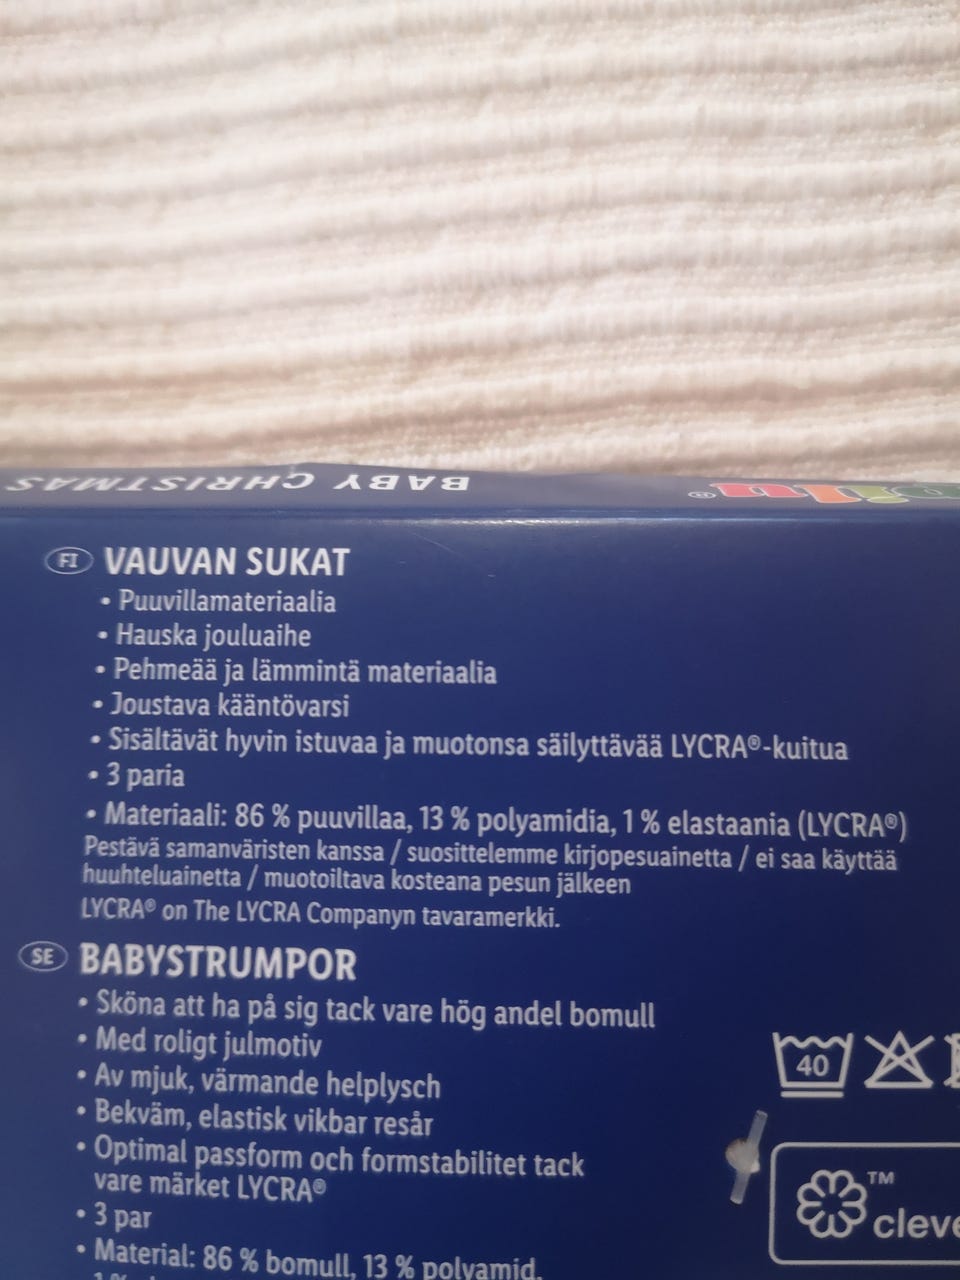 BABY CHRISTMAS
®
FI VAUVAN SUKAT
• Puuvillamateriaalia
• Hauska jouluaihe
• Pehmeää ja lämmintä materiaalia
• Joustava kääntövarsi
• Sisältävät hyvin istuvaa ja muotonsa säilyttävää LYCRA®-kuitua
• 3 paria
• Materiaali: 86 % puuvillaa, 13 % polyamidia, 1 % elastaania (LYCRA®)
Pestävä samanväristen kanssa / suosittelemme kirjopesuainetta / ei saa käyttää
huuhteluainetta / muotoiltava kosteana pesun jälkeen
LYCRA® on The LYCRA Companyn tavaramerkki.
SE BABYSTRUMPOR
• Sköna att ha på sig tack vare hög andel bomull
• Med roligt julmotiv
• Av mjuk, värmande helplysch
• Bekväm, elastisk vikbar resår
• Optimal passform och formstabilitet tack
vare märket LYCRA®
• 3 par
• Material: 86 % bomull, 13 % polyamid,
40
TM
cleve